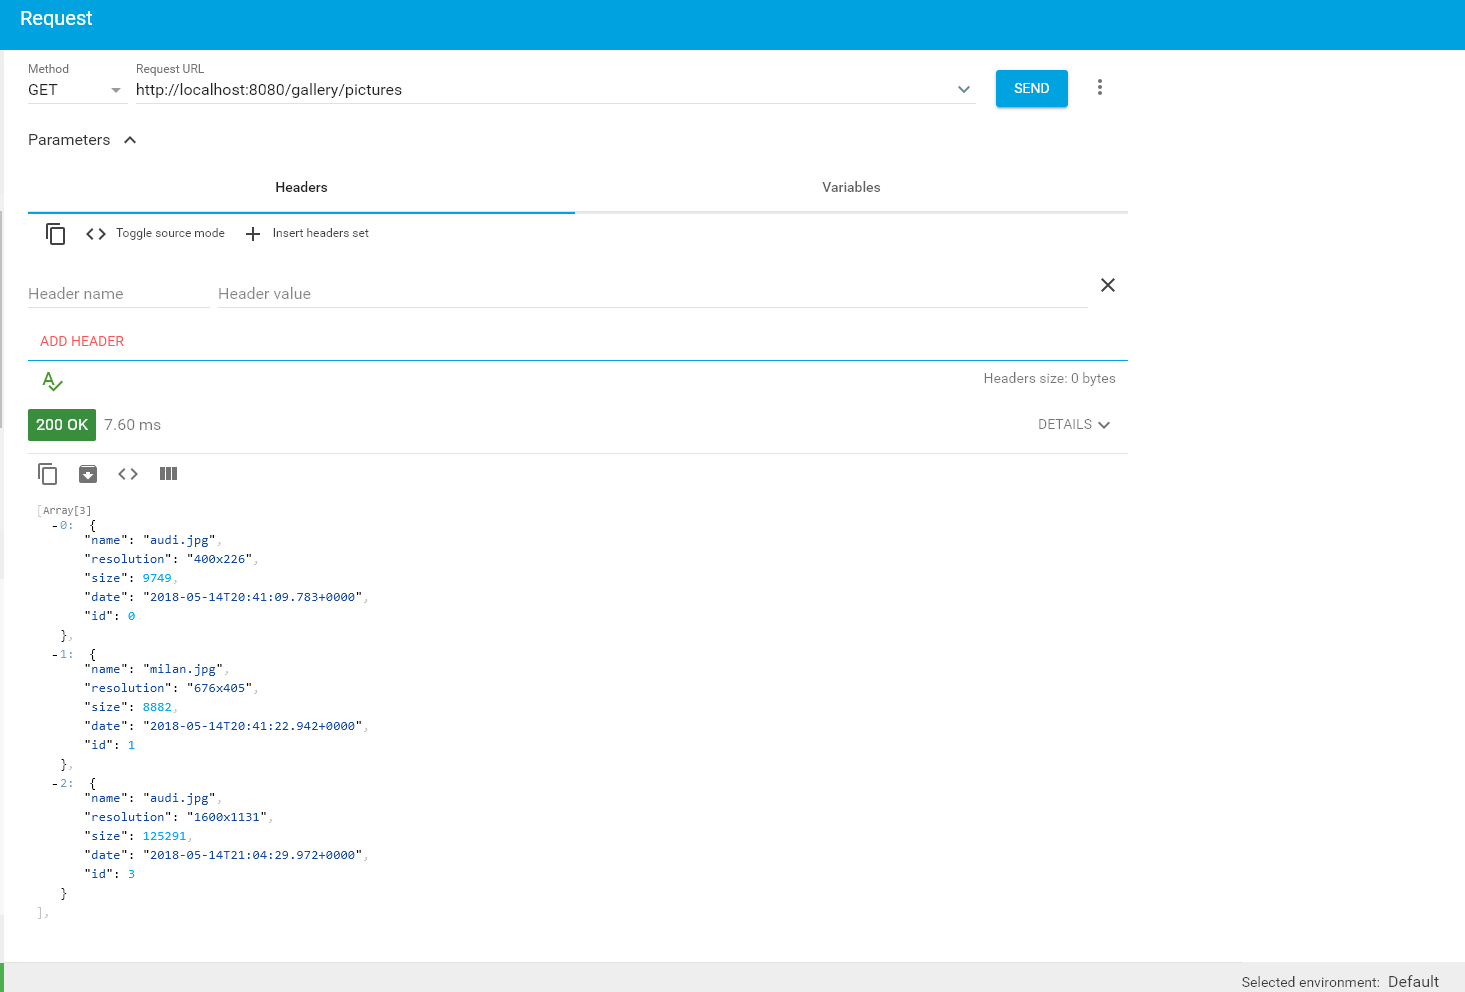 Request
Method
Request URL
GET
http://localhost:8080/gallery/pictures
SEND
Parameters
Headers
Variables
Toggle source mode
Insert headers set
Header name
Header value
ADD HEADER
Headers size: 0 bytes
200 OK
7.60 ms
DETAILS
[Array[3]
-0: {
"name": "audi.jpg",
"resolution": "400x226",
"size": 9749,
"date": "2018-05-14T20:41:09.783+0000",
"id": 0
},
-1: {
"name": "milan.jpg",
"resolution": "676x405",
"size": 8882,
"date": "2018-05-14T20:41:22.942+0000",
"id": 1
},
-2: {
"name": "audi.jpg",
"resolution": "1600x1131",
"size": 125291,
"date": "2018-05-14T21:04:29.972+0000",
"id": 3
}
],
Selected environment: Default